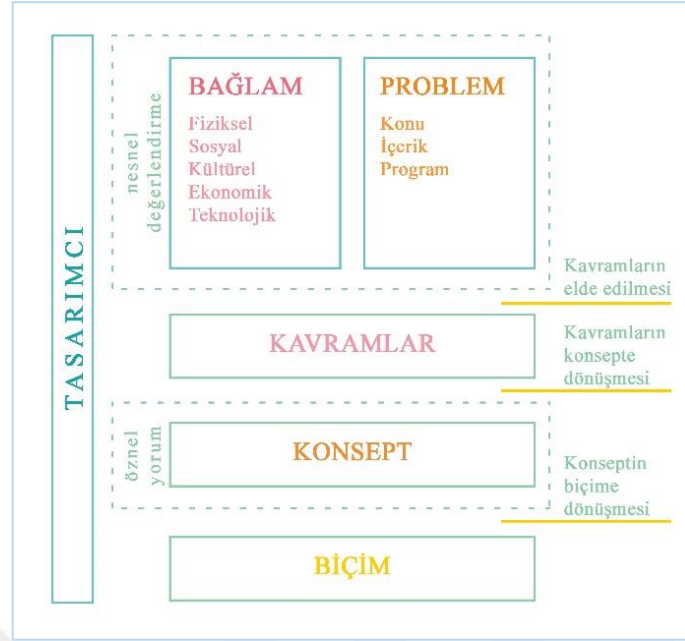 TASARIMCI
nesnel
değerlendirme
BAĞLAM
Fiziksel
Sosyal
Kültürel
Ekonomik
Teknolojik
PROBLEM
Konu
İçerik
Program
Kavramların
elde edilmesi
KAVRAMLAR
Kavramların
konsepte
dönüşmesi
öznel
yorum
KONSEPT
Konseptin
biçime
dönüşmesi
BİÇİM